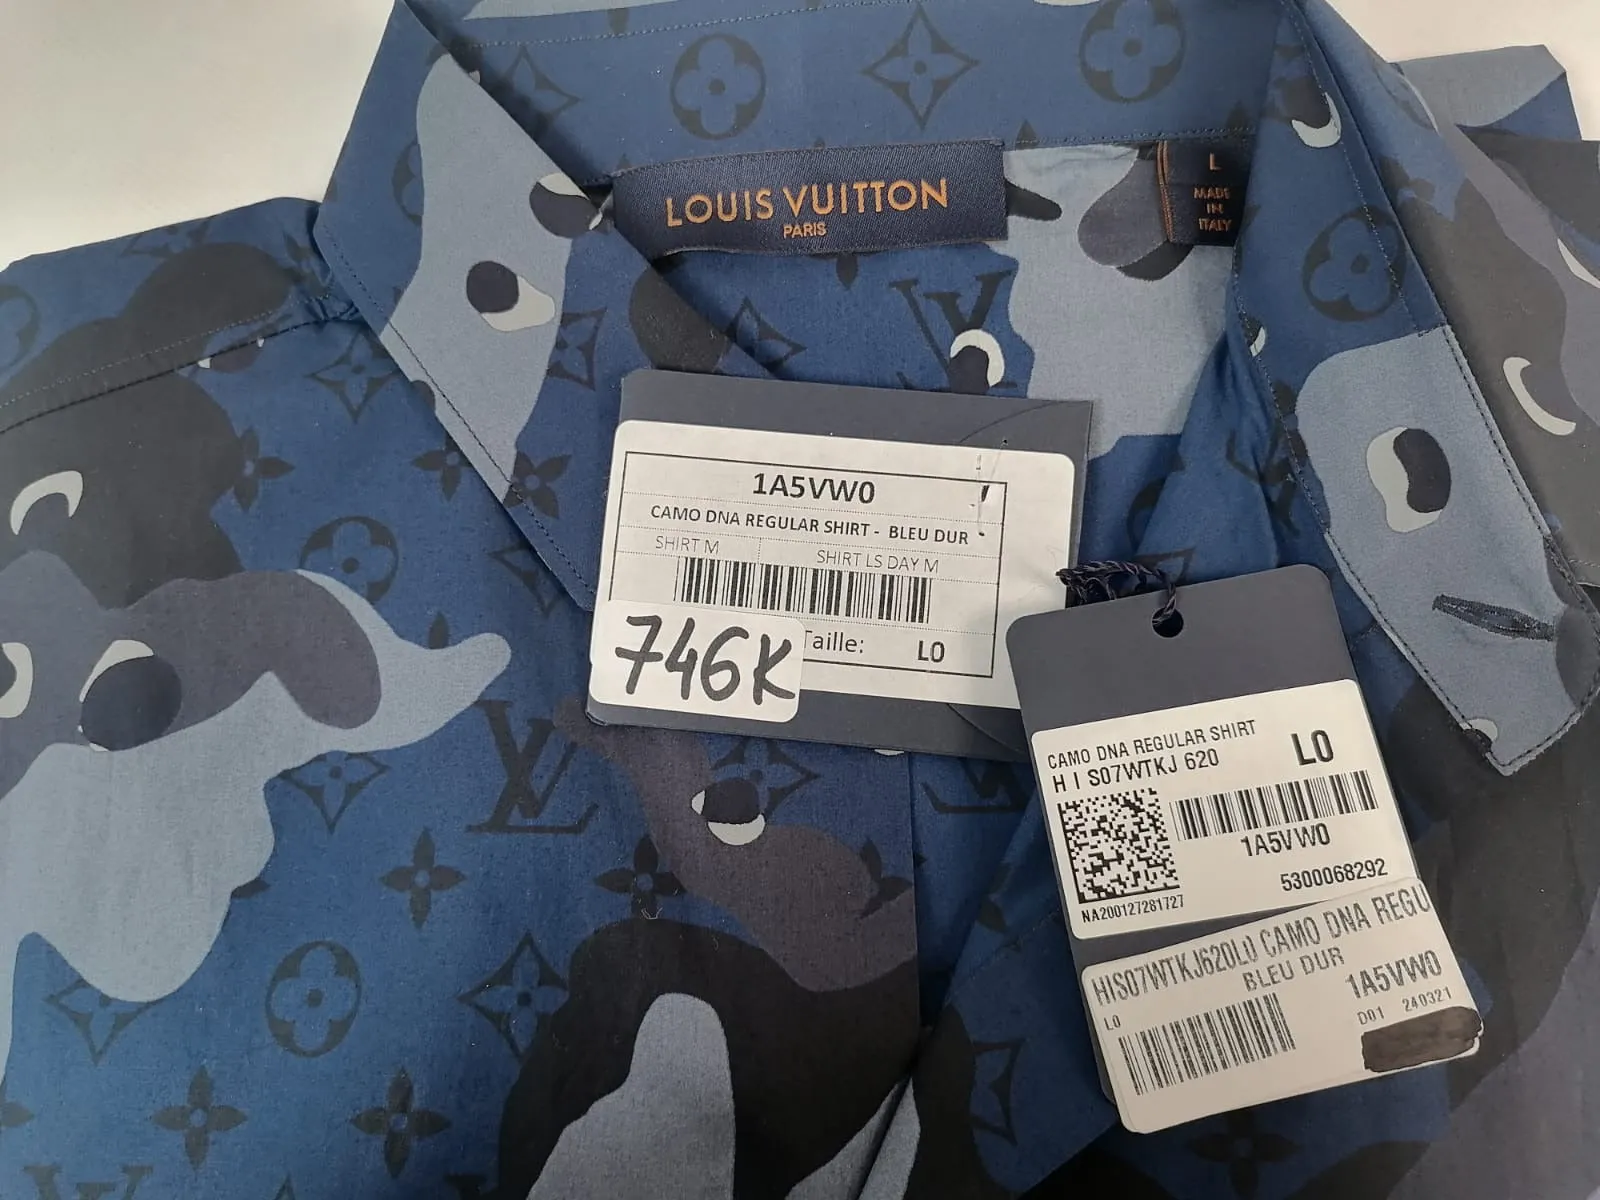 LOUIS VUITTON
PARIS
L
MADE
IN
ITALY
1A5VW0
CAMO DNA REGULAR SHIRT - BLEU DUR
SHIRT M SHIRT LS DAY M
746K
Taille: L0
CAMO DNA REGULAR SHIRT
H I S07WTKJ 620 L0
1A5VW0
5300068292
NA200127281727
HIS07WTKJ620L0 CAMO DNA REGU
BLEU DUR
1A5VW0
L0
D01 240321